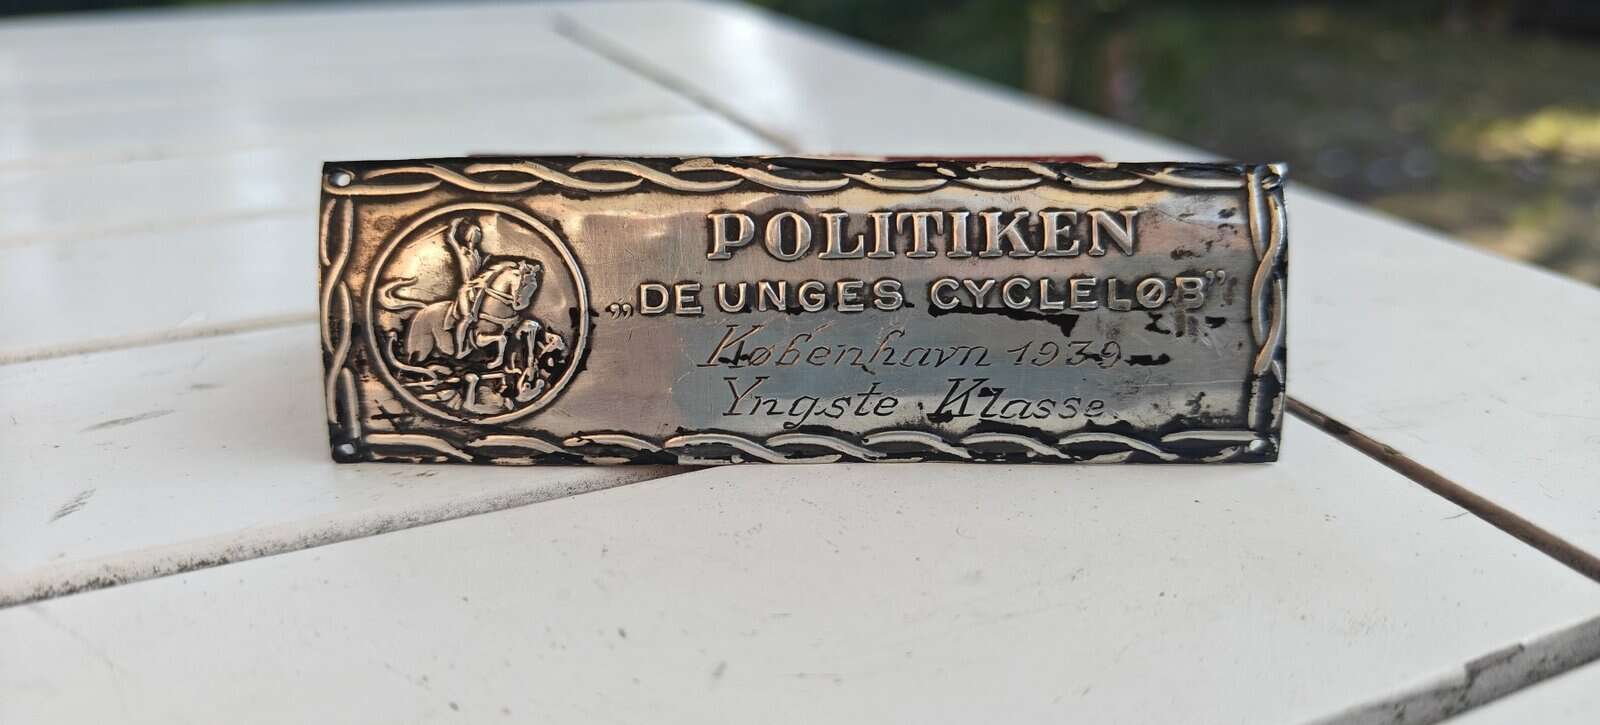 POLITIKEN
„DE UNGES CYCLELØB”
København 1939
Yngste Klasse.